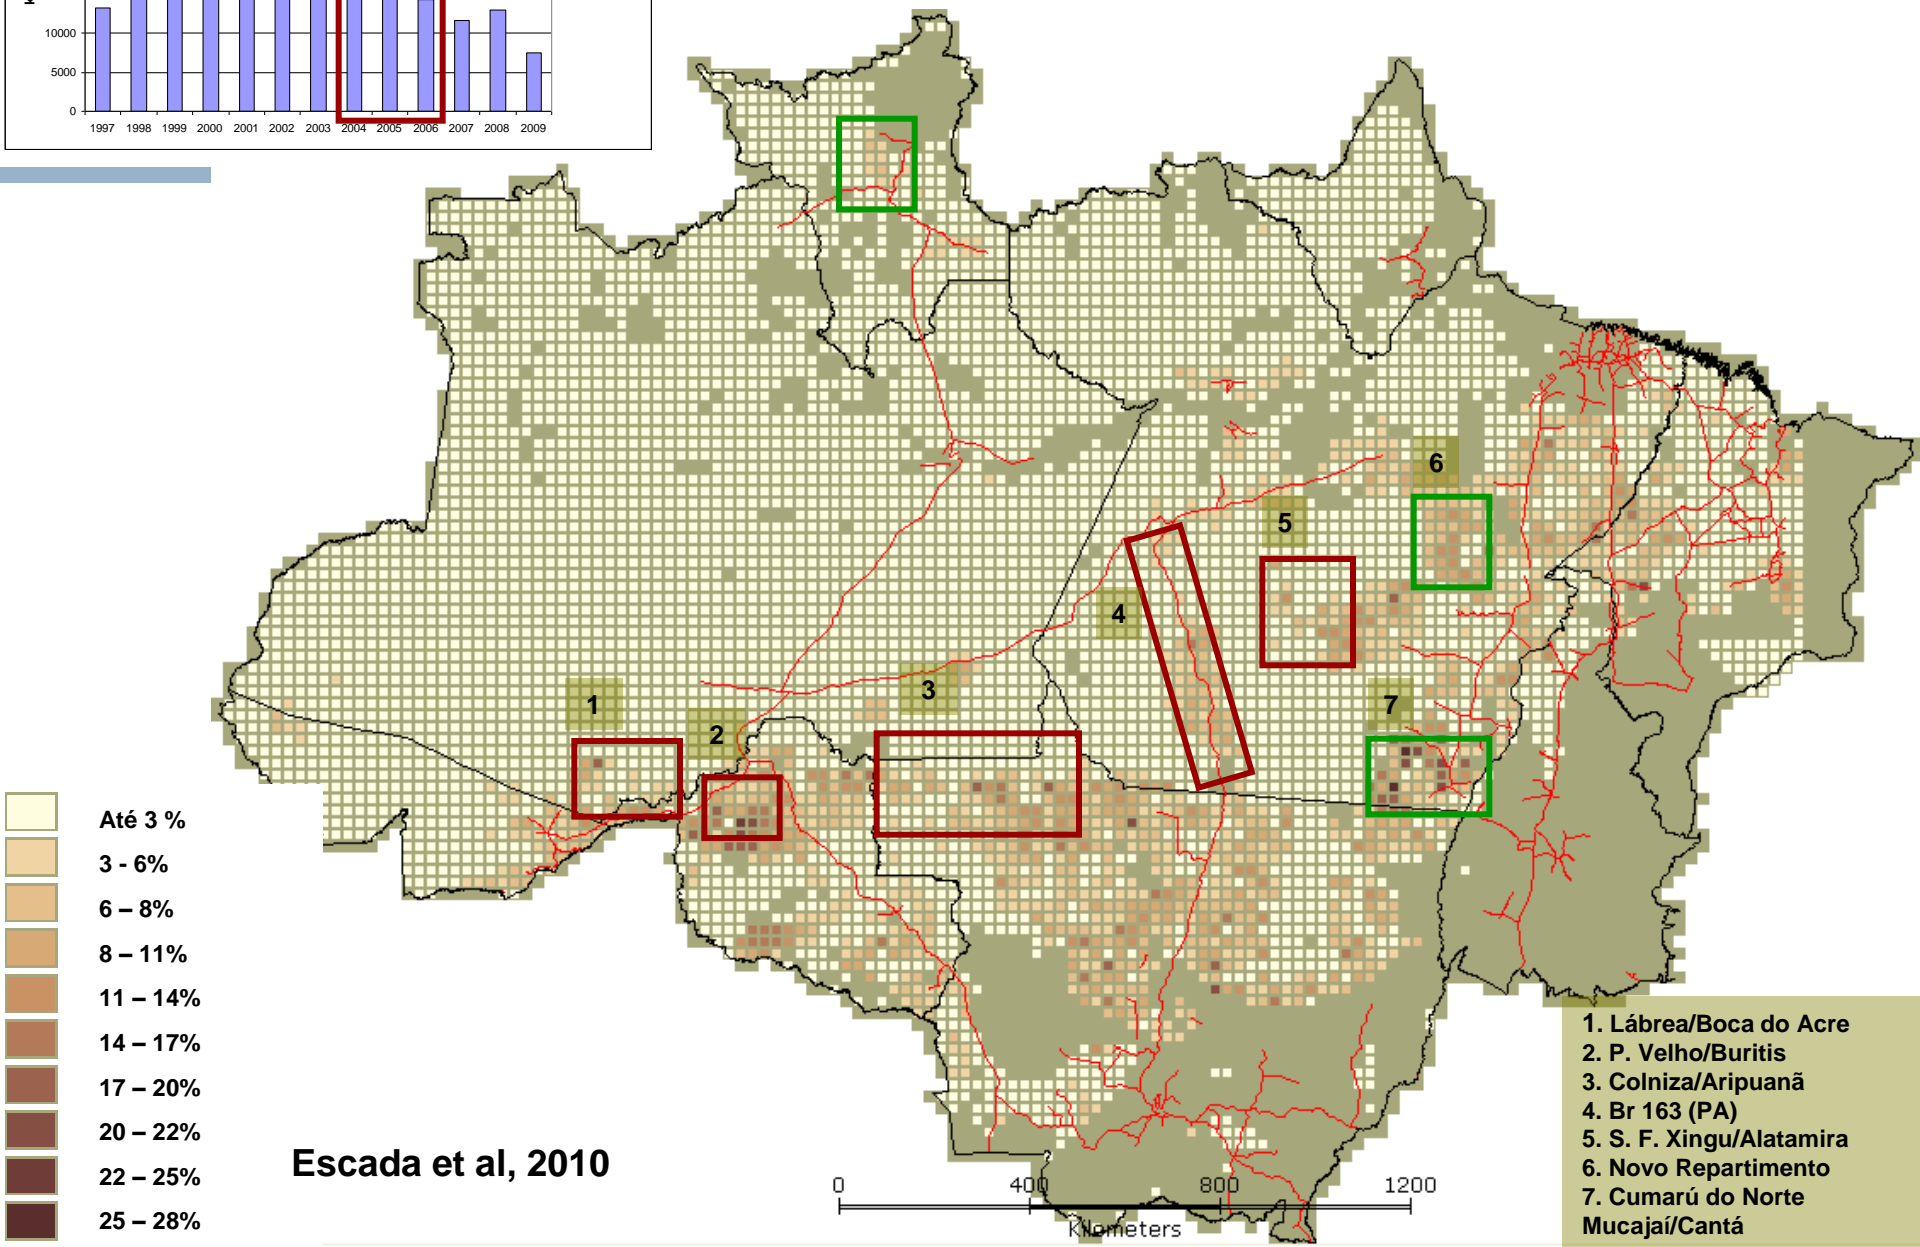 10000
5000
0
1997 1998 1999 2000 2001 2002 2003 2004 2005 2006 2007 2008 2009
6
5
4
3
1
2
7
Até 3 %
3 - 6%
6 – 8%
8 – 11%
11 – 14%
14 – 17%
17 – 20%
20 – 22%
22 – 25%
25 – 28%
Escada et al, 2010
0 400 800 1200
Kilometers
1. Lábrea/Boca do Acre
2. P. Velho/Buritis
3. Colniza/Aripuanã
4. Br 163 (PA)
5. S. F. Xingu/Alatamira
6. Novo Repartimento
7. Cumarú do Norte
Mucajaí/Cantá